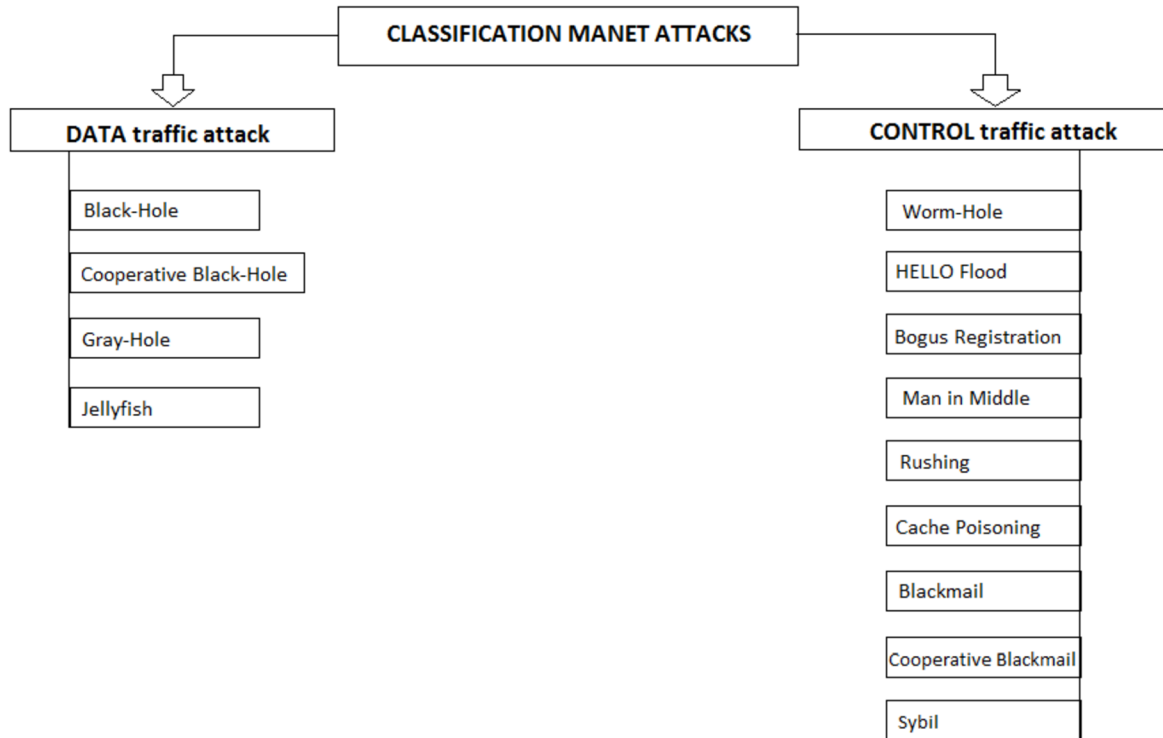 CLASSIFICATION MANET ATTACKS
DATA traffic attack
Black-Hole
Cooperative Black-Hole
Gray-Hole
Jellyfish
CONTROL traffic attack
Worm-Hole
HELLO Flood
Bogus Registration
Man in Middle
Rushing
Cache Poisoning
Blackmail
Cooperative Blackmail
Sybil